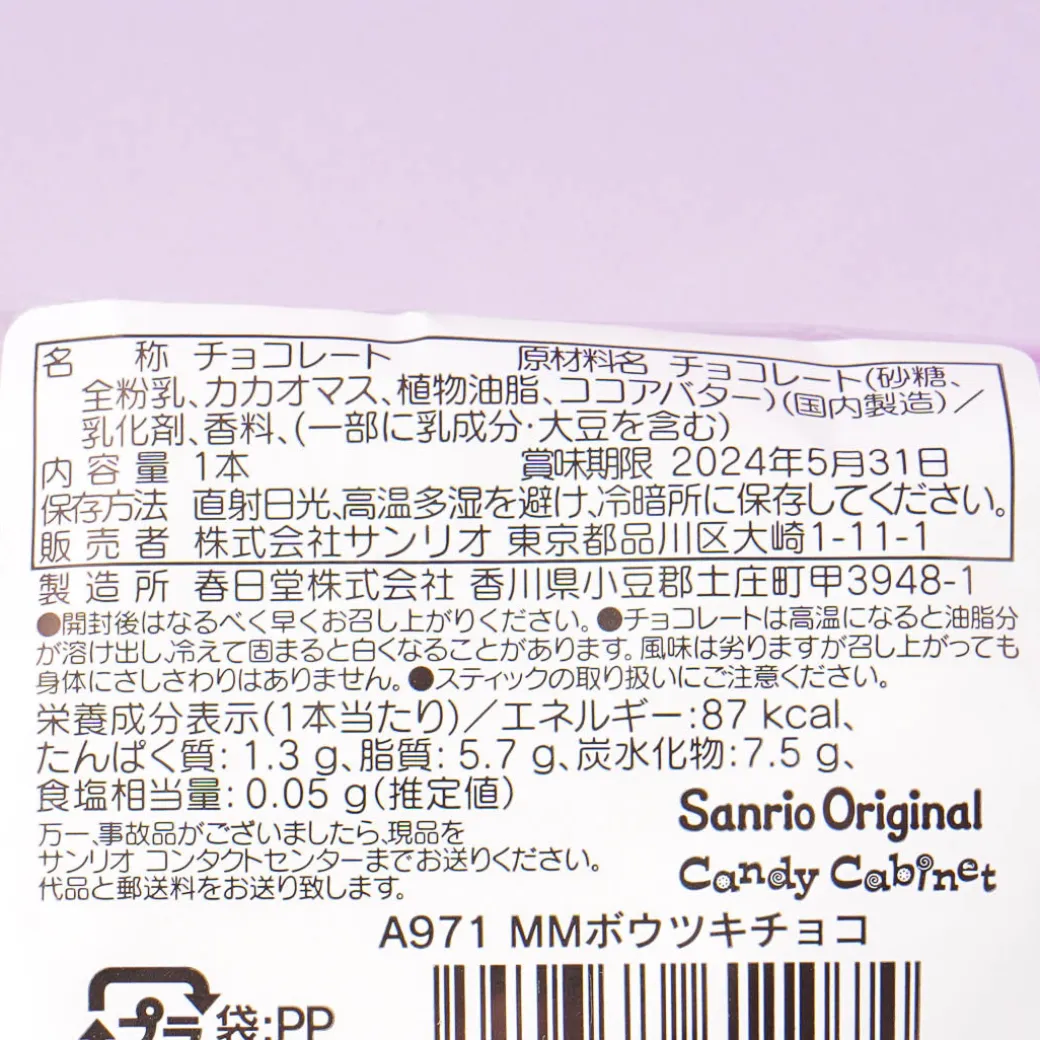 名　称 チョコレート 原材料名 チョコレート(砂糖、
全粉乳、カカオマス、植物油脂、ココアバター)(国内製造)／
乳化剤、香料、(一部に乳成分・大豆を含む)
内容量 1本 賞味期限 2024年5月31日
保存方法 直射日光、高温多湿を避け、冷暗所に保存してください。
販売者 株式会社サンリオ 東京都品川区大崎1-11-1
製造所 春日堂株式会社 香川県小豆郡土庄町甲3948-1
●開封後はなるべく早くお召し上がりください。●チョコレートは高温になると油脂分
が溶け出し、冷えて固まると白くなることがあります。風味は劣りますが召し上がっても
身体にさしさわりはありません。●スティックの取り扱いにご注意ください。
栄養成分表示(1本当たり)／エネルギー:87 kcal、
たんぱく質: 1.3 g、脂質: 5.7 g、炭水化物:7.5 g、
食塩相当量: 0.05 g(推定値)
万一、事故品がございましたら、現品を
サンリオ コンタクトセンターまでお送りください。
代品と郵送料をお送り致します。
Sanrio Original
Candy Cabinet
A971 MMボウツキチョコ
プラ 袋:PP